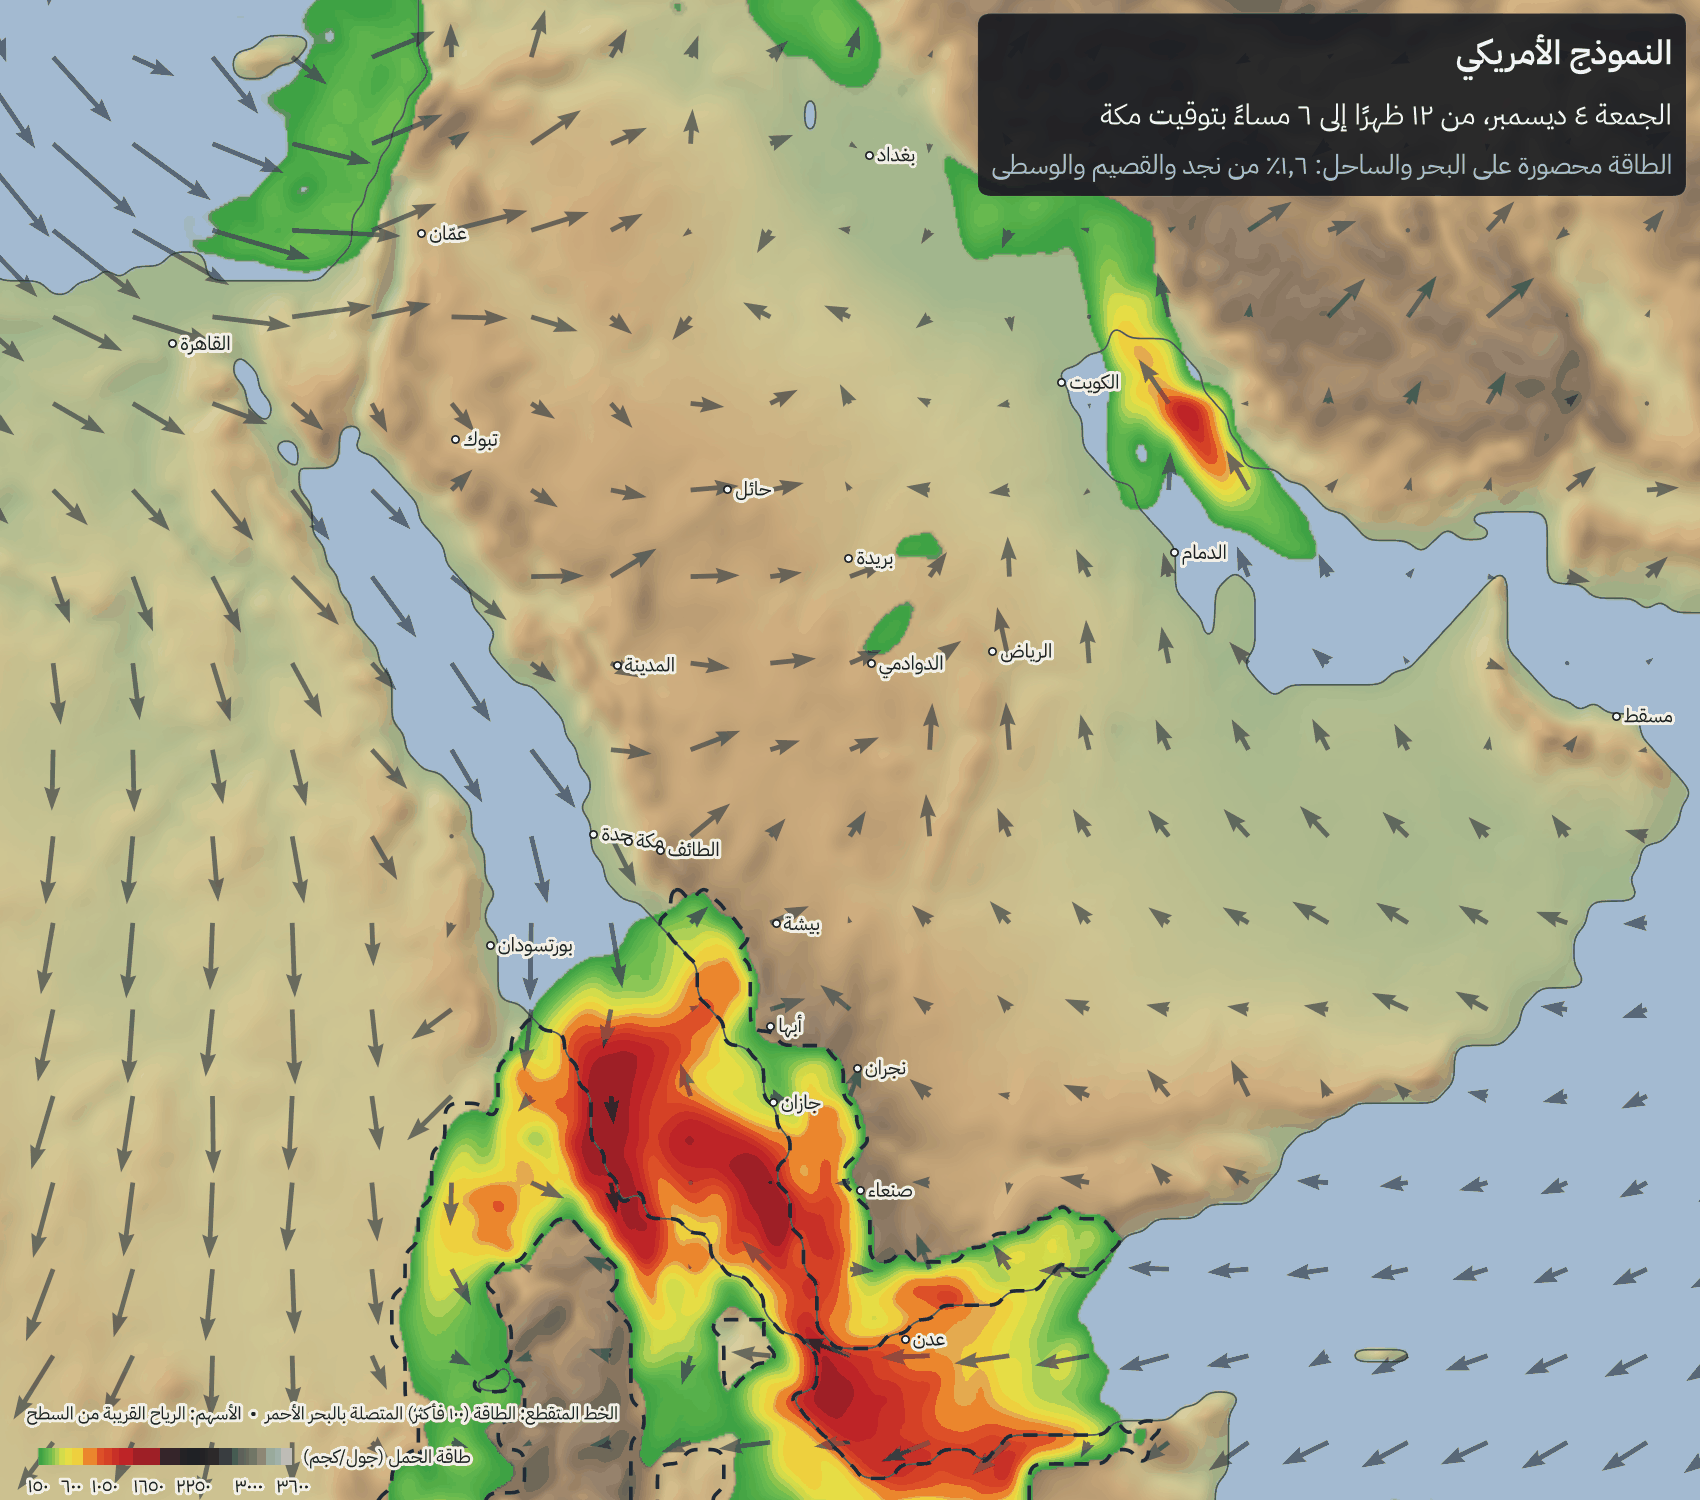 النموذج الأمريكي
الجمعة ٤ ديسمبر، من ١٢ ظهرًا إلى ٦ مساءً بتوقيت مكة
الطاقة محصورة على البحر والساحل: ١,٦٪ من نجد والقصيم والوسطى
بغداد
عمّان
القاهرة
الكويت
تبوك
حائل
بريدة
الدمام
المدينة
الدوادمي
الرياض
مسقط
جدة
مكة
الطائف
بيشة
بورتسودان
أبها
نجران
جازان
صنعاء
عدن
الخط المتقطع: الطاقة (١٠٠ فأكثر) المتصلة بالبحر الأحمر • الأسهم: الرياح القريبة من السطح
طاقة الحمل (جول/كجم)
١٥٠ ٦٠٠ ١٠٥٠ ١٦٥٠ ٢٢٥٠ ٣٠٠٠ ٣٦٠٠